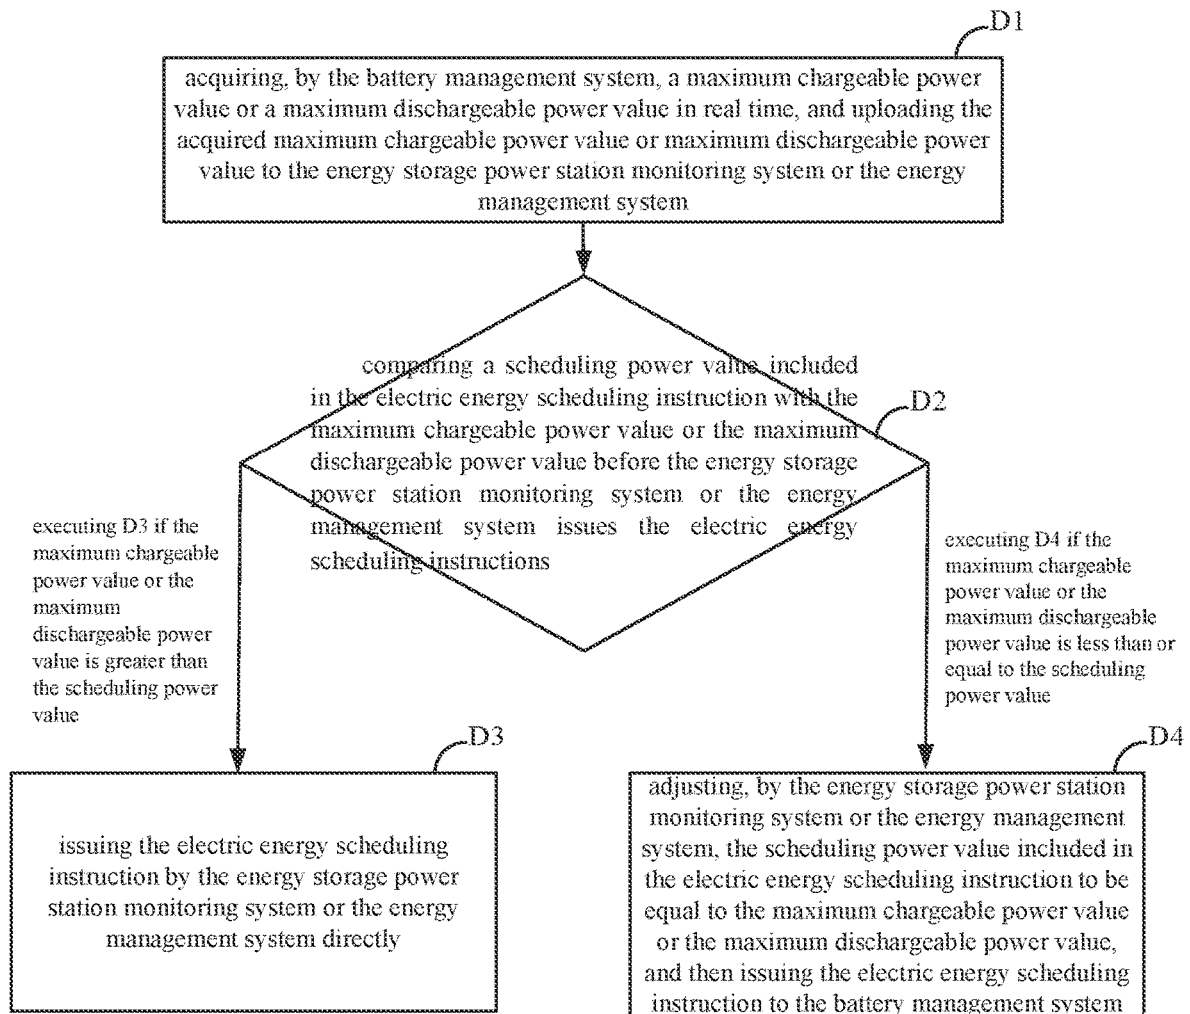 D1
acquiring, by the battery management system, a maximum chargeable power
value or a maximum dischargeable power value in real time, and uploading the
acquired maximum chargeable power value or maximum dischargeable power
value to the energy storage power station monitoring system or the energy
management system
comparing a scheduling power value included
in the electric energy scheduling instruction with the
maximum chargeable power value or the maximum
dischargeable power value before the energy storage
power station monitoring system or the energy
management system issues the electric energy
scheduling instructions
D2
executing D3 if the
maximum chargeable
power value or the
maximum
dischargeable power
value is greater than
the scheduling power
value
executing D4 if the
maximum chargeable
power value or the
maximum dischargeable
power value is less than or
equal to the scheduling
power value
D3
issuing the electric energy scheduling
instruction by the energy storage power
station monitoring system or the energy
management system directly
D4
adjusting, by the energy storage power station
monitoring system or the energy management
system, the scheduling power value included in
the electric energy scheduling instruction to be
equal to the maximum chargeable power value
or the maximum dischargeable power value,
and then issuing the electric energy scheduling
instruction to the battery management system